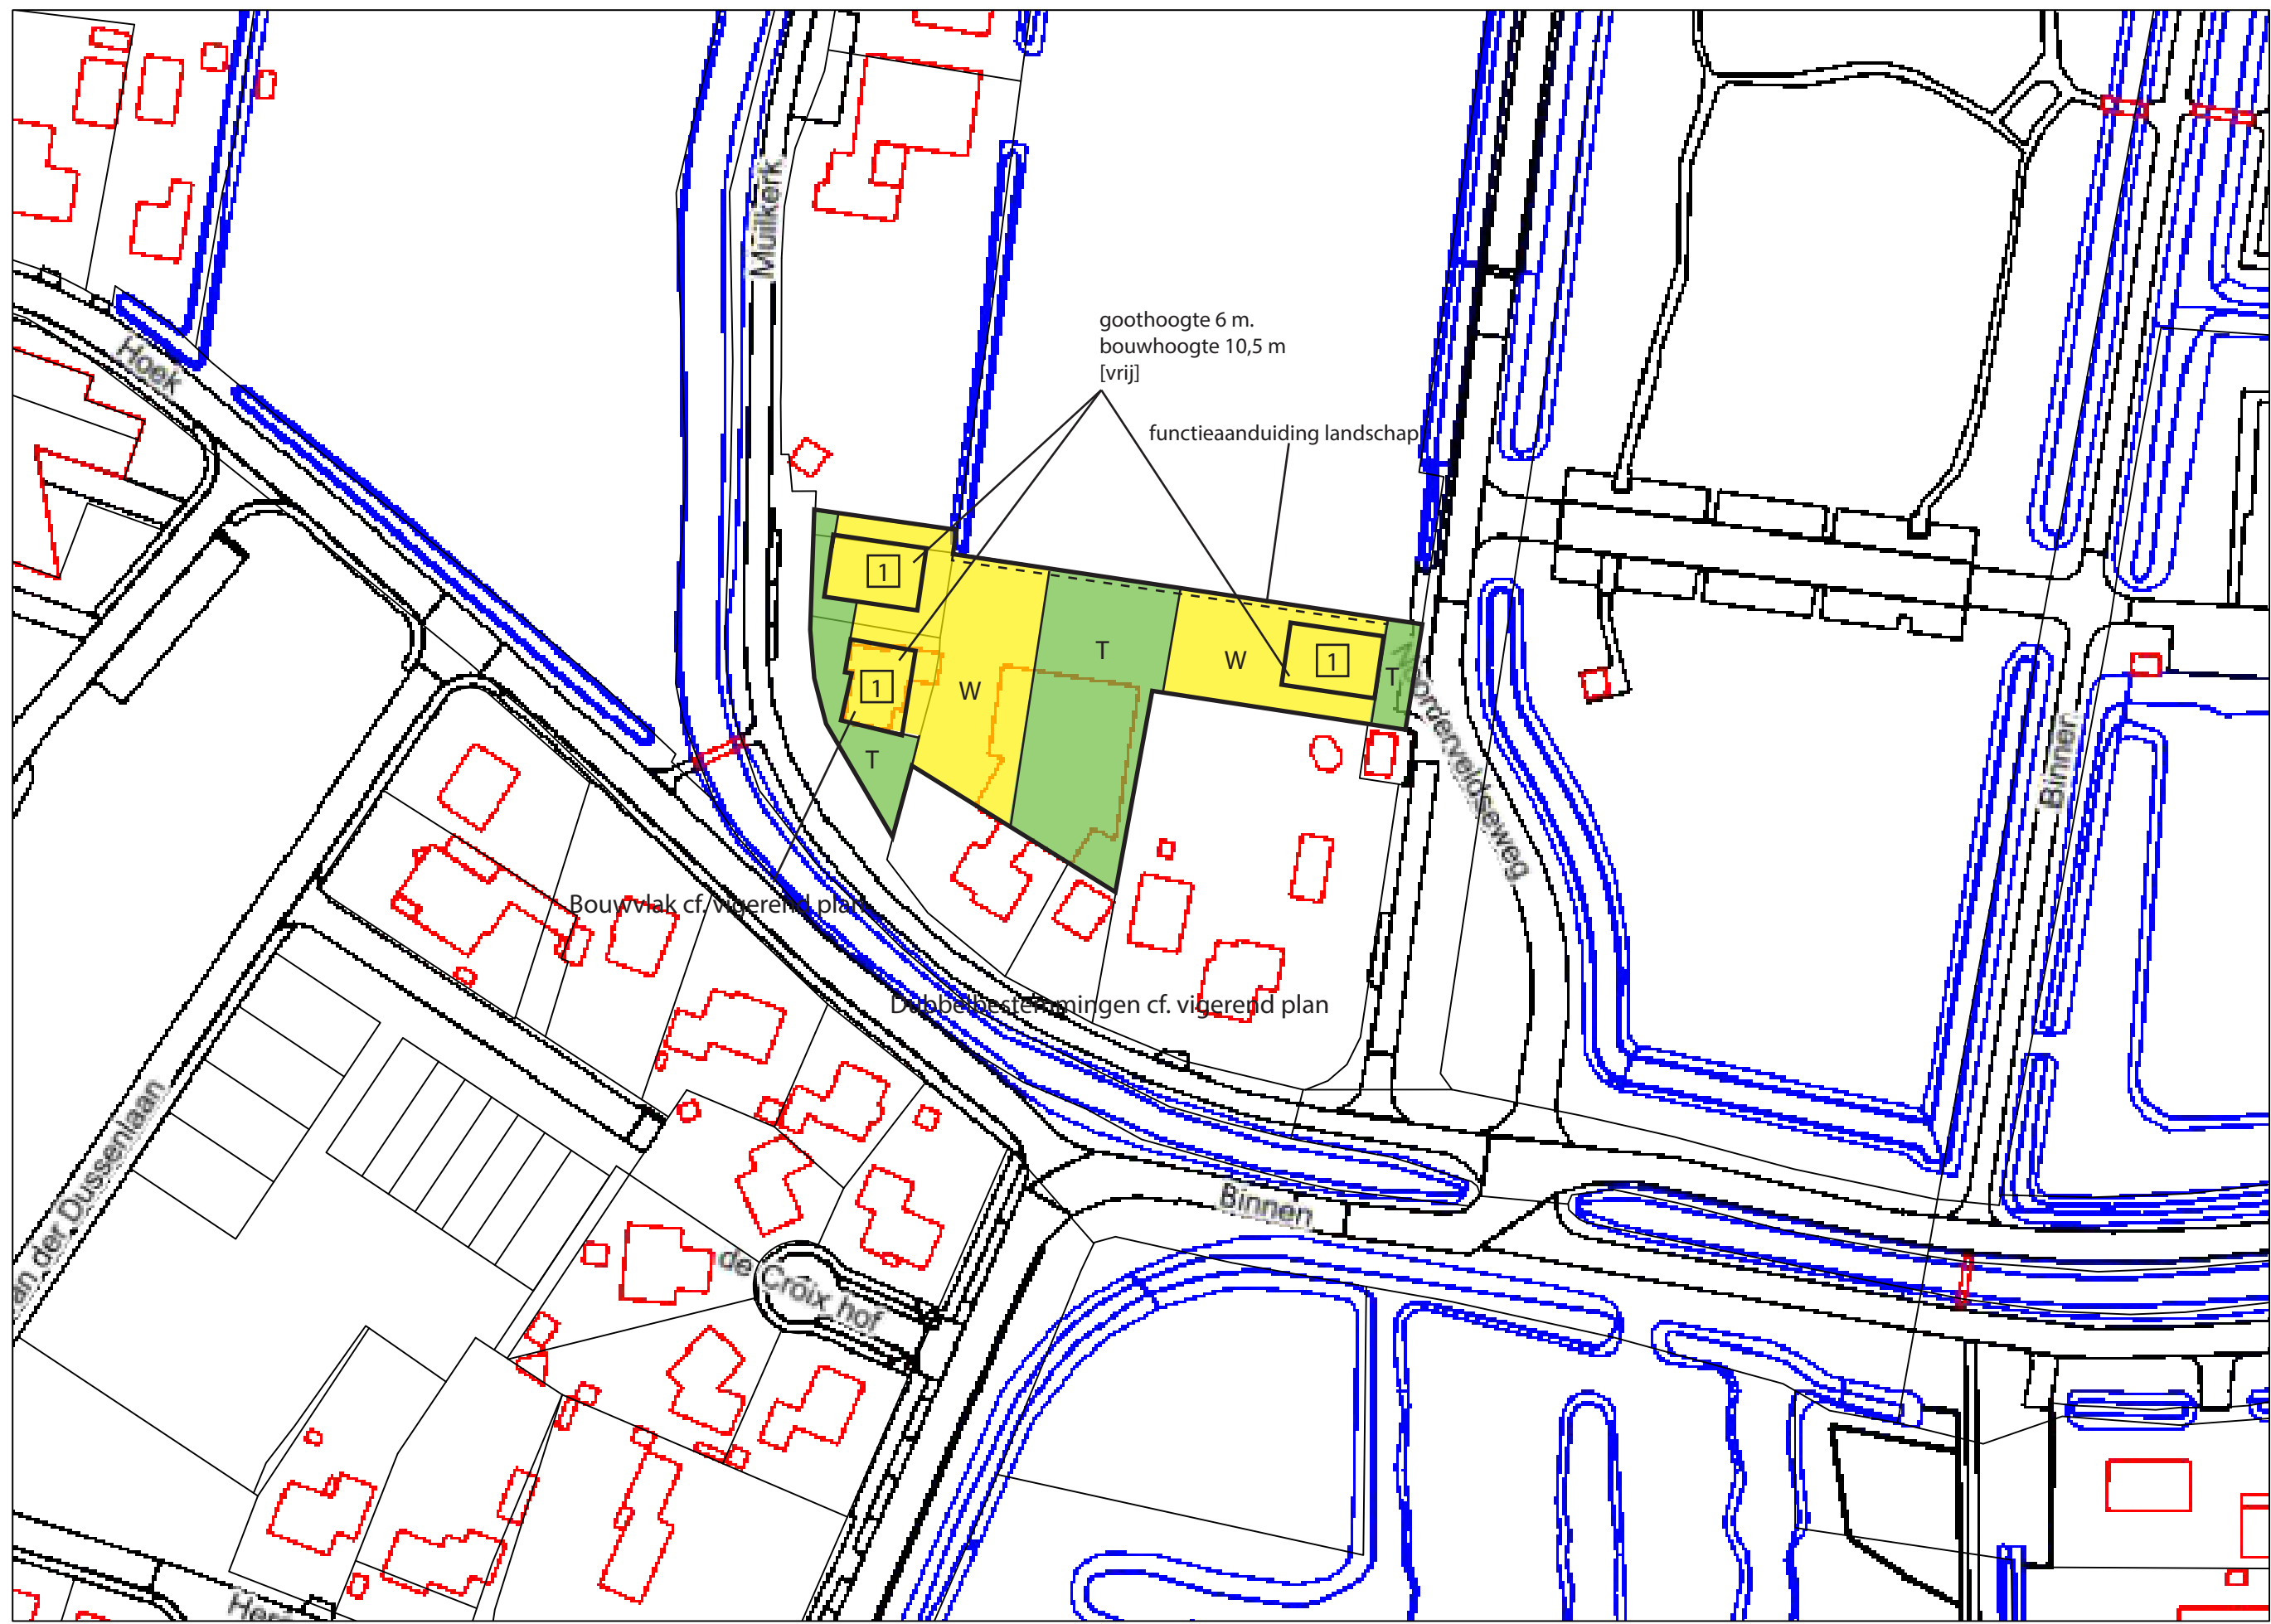 Muilkerk
goothoogte 6 m.
bouwhoogte 10,5 m
[vrij]
Hoek
functieaanduiding landschap
1
T
W
1
T
1
W
T
Noorderveldseweg
Binnen
Bouwvlak cf. vigerend plan
Dubbelbestemmingen cf. vigerend plan
an der Dussenlaan
Binnen
de Croix hof